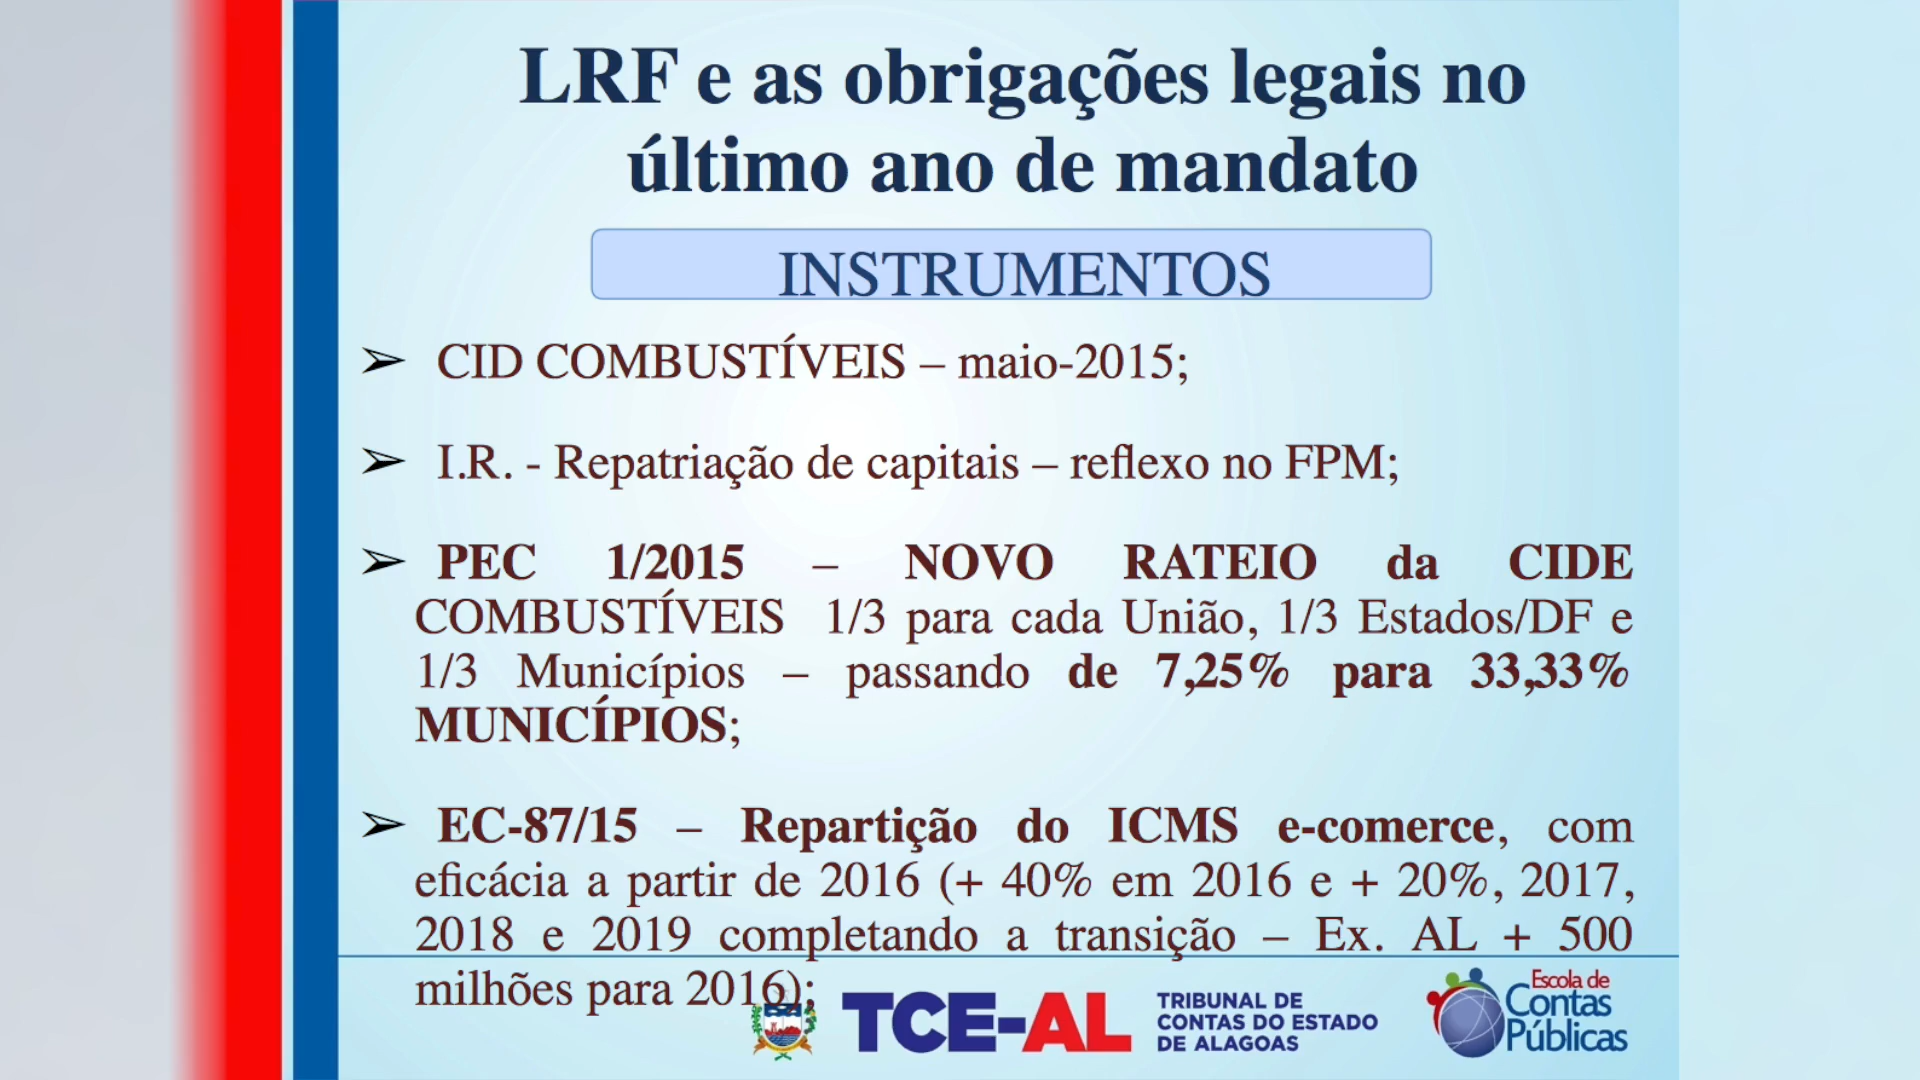 LRF e as obrigações legais no
último ano de mandato
INSTRUMENTOS
➢ CID COMBUSTÍVEIS – maio-2015;
➢ I.R. - Repatriação de capitais – reflexo no FPM;
➢ PEC 1/2015 – NOVO RATEIO da CIDE
COMBUSTÍVEIS 1/3 para cada União, 1/3 Estados/DF e
1/3 Municípios – passando de 7,25% para 33,33%
MUNICÍPIOS;
➢ EC-87/15 – Repartição do ICMS e-comerce, com
eficácia a partir de 2016 (+ 40% em 2016 e + 20%, 2017,
2018 e 2019 completando a transição – Ex. AL + 500
milhões para 2016);
TCE-AL
TRIBUNAL DE
CONTAS DO ESTADO
DE ALAGOAS
Escola de
Contas
Públicas